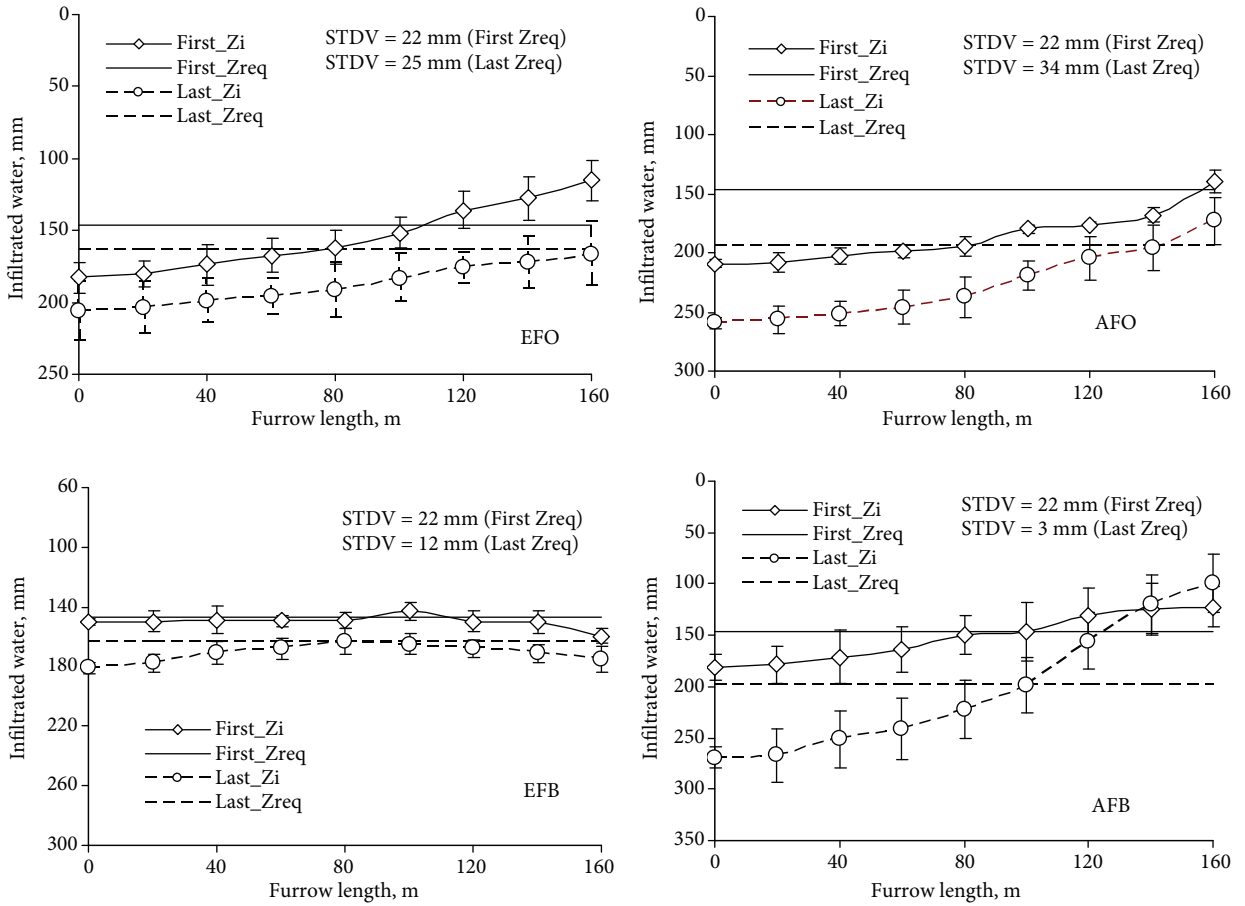 0
50
100
150
200
250
Infiltrated water, mm
First_Zi
First_Zreq
Last_Zi
Last_Zreq
STDV = 22 mm (First Zreq)
STDV = 25 mm (Last Zreq)
EFO
0 40 80 120 160
Furrow length, m
0
50
100
150
200
250
300
Infiltrated water, mm
First_Zi
First_Zreq
Last_Zi
Last_Zreq
STDV = 22 mm (First Zreq)
STDV = 34 mm (Last Zreq)
AFO
0 40 80 120 160
Furrow length, m
60
100
140
180
220
260
300
Infiltrated water, mm
STDV = 22 mm (First Zreq)
STDV = 12 mm (Last Zreq)
First_Zi
First_Zreq
Last_Zi
Last_Zreq
EFB
0 40 80 120 160
Furrow length, m
0
50
100
150
200
250
300
350
Infiltrated water, mm
First_Zi
First_Zreq
Last_Zi
Last_Zreq
STDV = 22 mm (First Zreq)
STDV = 3 mm (Last Zreq)
AFB
0 40 80 120 160
Furrow length, m